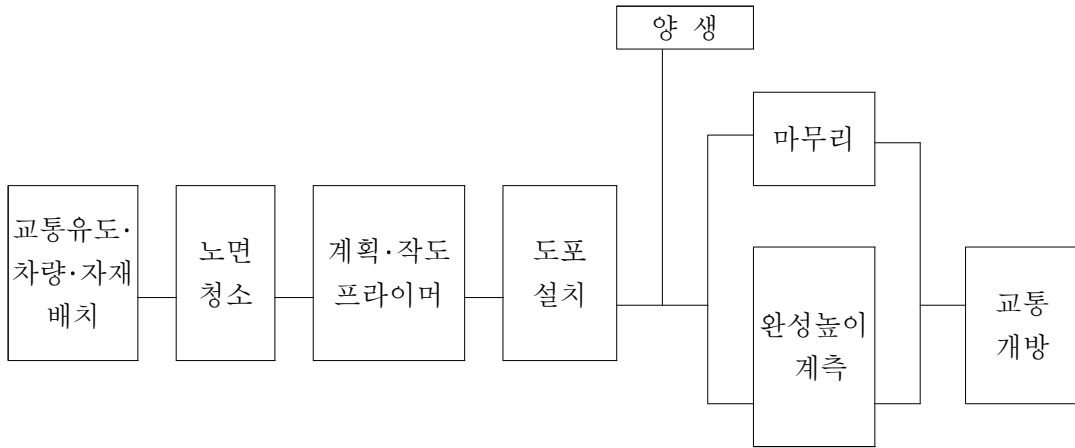 양 생
마무리
교통유도·
차량·자재
배치
노면
청소
계획·작도
프라이머
도포
설치
완성높이
계측
교통
개방